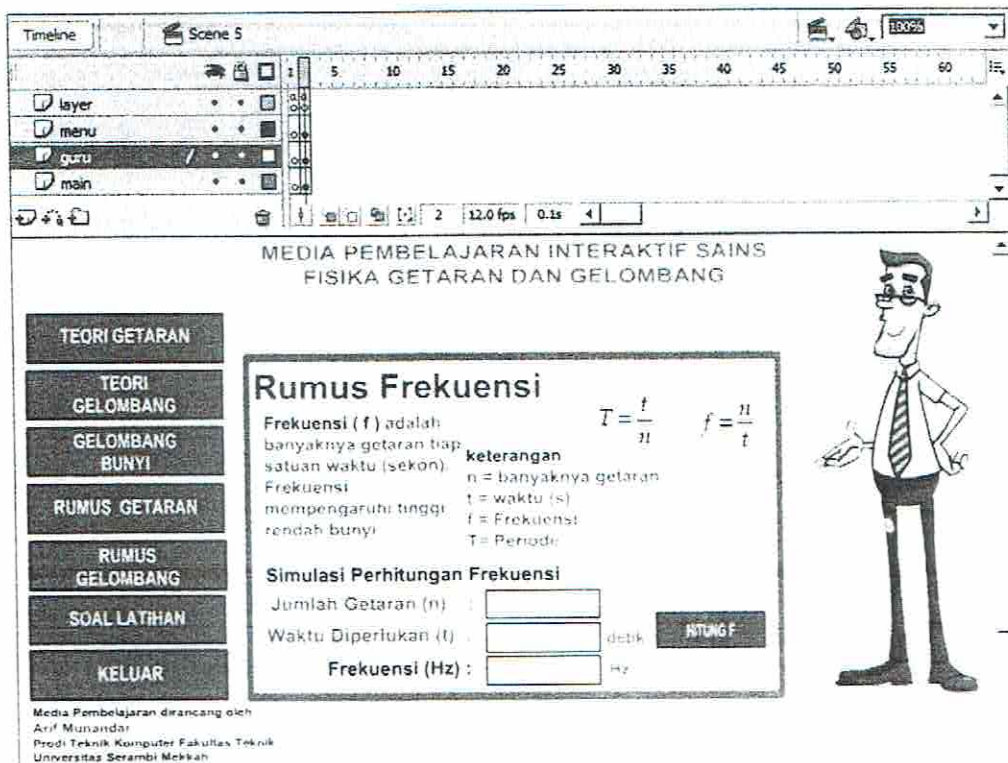 Timeline
Scene 5
100%
1 5 10 15 20 25 30 35 40 45 50 55 60
layer
menu
guru
main
2 12.0 fps 0.1s
MEDIA PEMBELAJARAN INTERAKTIF SAINS
FISIKA GETARAN DAN GELOMBANG
TEORI GETARAN
TEORI
GELOMBANG
GELOMBANG
BUNYI
RUMUS GETARAN
RUMUS
GELOMBANG
SOAL LATIHAN
KELUAR
Rumus Frekuensi
Frekuensi ( f ) adalah
banyaknya getaran tiap
satuan waktu (sekon).
Frekuensi
mempengaruhi tinggi
rendah bunyi
T = t/n f = n/t
keterangan
n = banyaknya getaran
t = waktu (s)
f = Frekuensi
T = Periode
Simulasi Perhitungan Frekuensi
Jumlah Getaran (n) :
Waktu Diperlukan (t) : detik
HITUNG F
Frekuensi (Hz) : Hz
Media Pembelajaran dirancang oleh
Arif Munandar
Prodi Teknik Komputer Fakultas Teknik
Universitas Serambi Mekkah